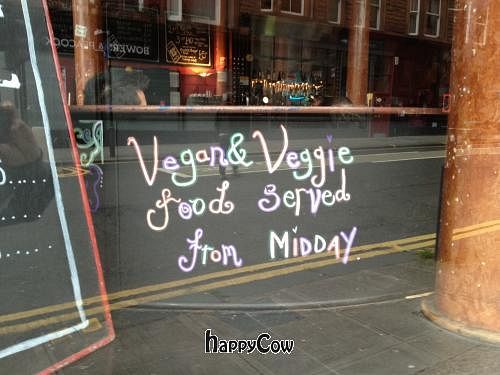 Vegan & Veggie
food served
from MiDDAY.
HappyCow